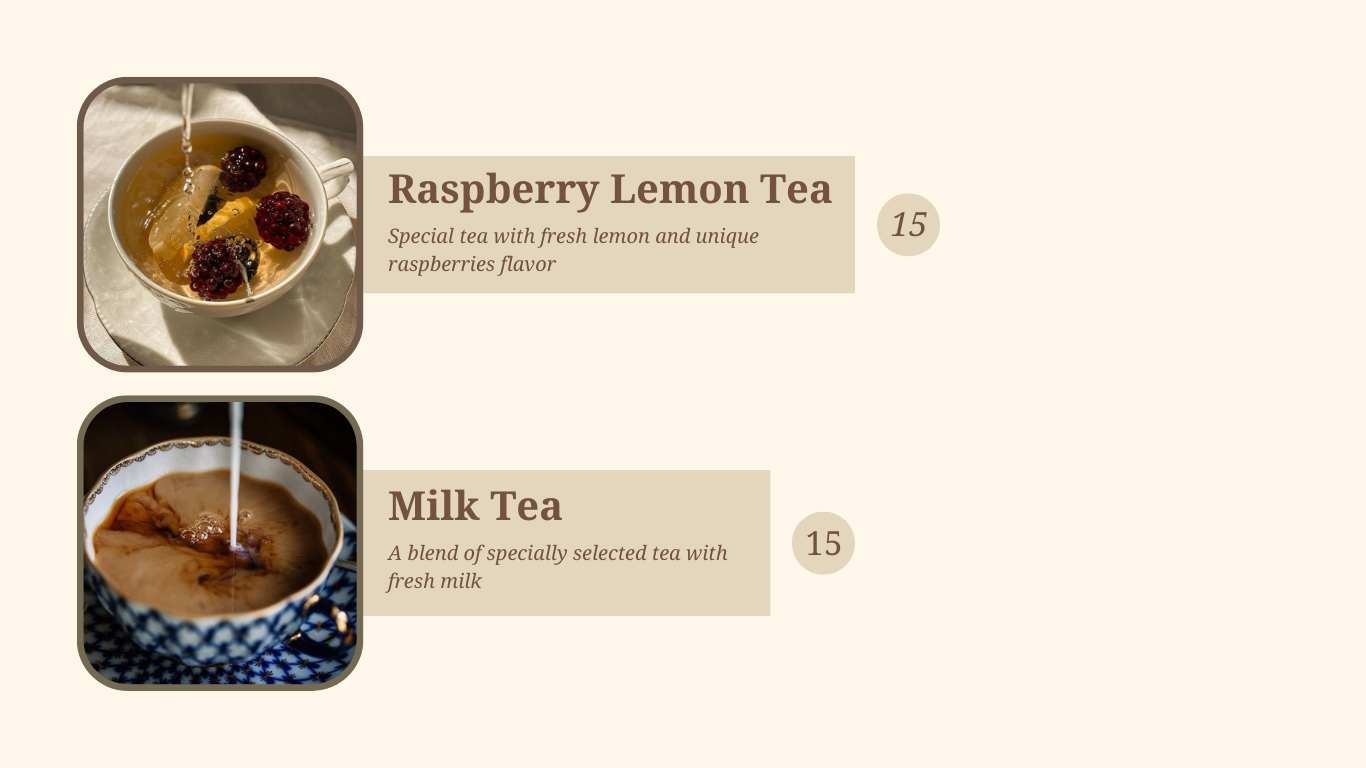 Raspberry Lemon Tea
Special tea with fresh lemon and unique
raspberries flavor
15
Milk Tea
A blend of specially selected tea with
fresh milk
15